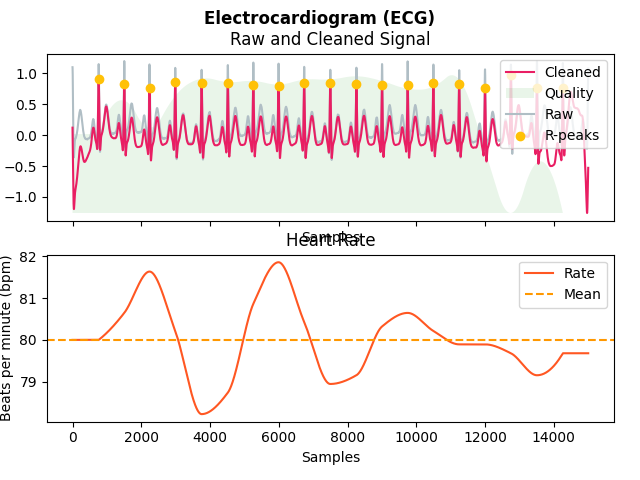 Electrocardiogram (ECG)
Raw and Cleaned Signal
1.0
0.5
0.0
−0.5
−1.0
Cleaned
Quality
Raw
R-peaks
Samples
Heart Rate
82
81
80
79
Beats per minute (bpm)
Rate
Mean
0 2000 4000 6000 8000 10000 12000 14000
Samples